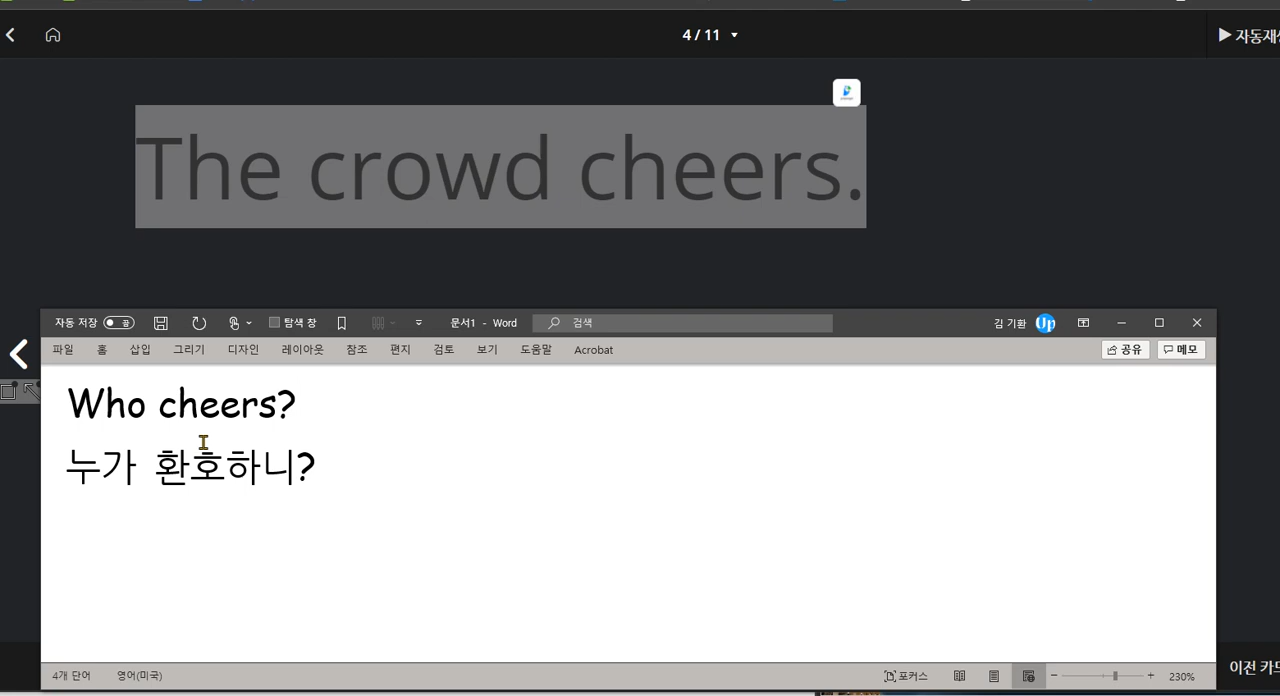 4 / 11
자동재
The crowd cheers.
자동 저장 끔 탐색 창 문서1 - Word 검색 김 기환
파일 홈 삽입 그리기 디자인 레이아웃 참조 편지 검토 보기 도움말 Acrobat 공유 메모
Who cheers?
누가 환호하니?
4개 단어 영어(미국) 포커스 230%
이전 카드